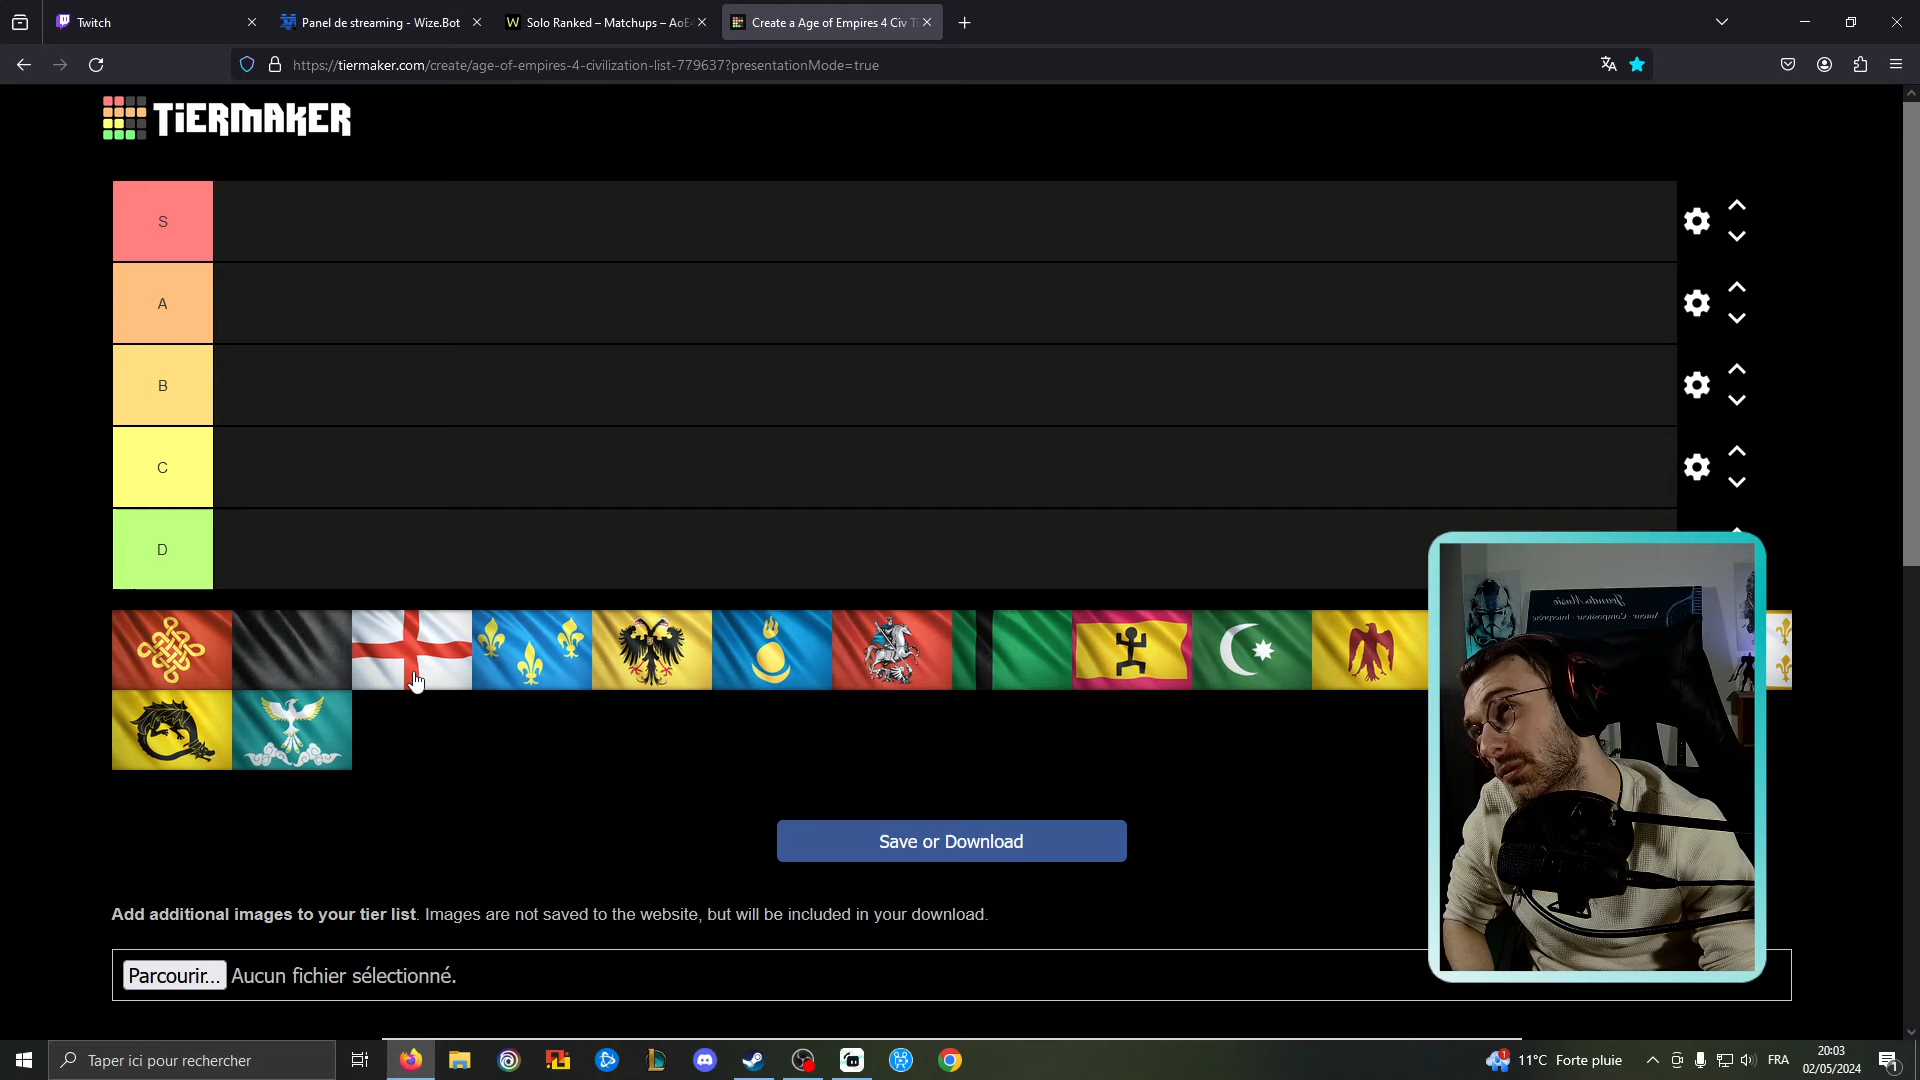 Twitch
Panel de streaming - Wize.Bot
Solo Ranked – Matchups – AoE4
Create a Age of Empires 4 Civ T
https://tiermaker.com/create/age-of-empires-4-civilization-list-779637?presentationMode=true
TiERMAKER
S
A
B
C
D
Save or Download
Add additional images to your tier list. Images are not saved to the website, but will be included in your download.
Parcourir... Aucun fichier sélectionné.
Taper ici pour rechercher
11°C Forte pluie
FRA
20:03
02/05/2024